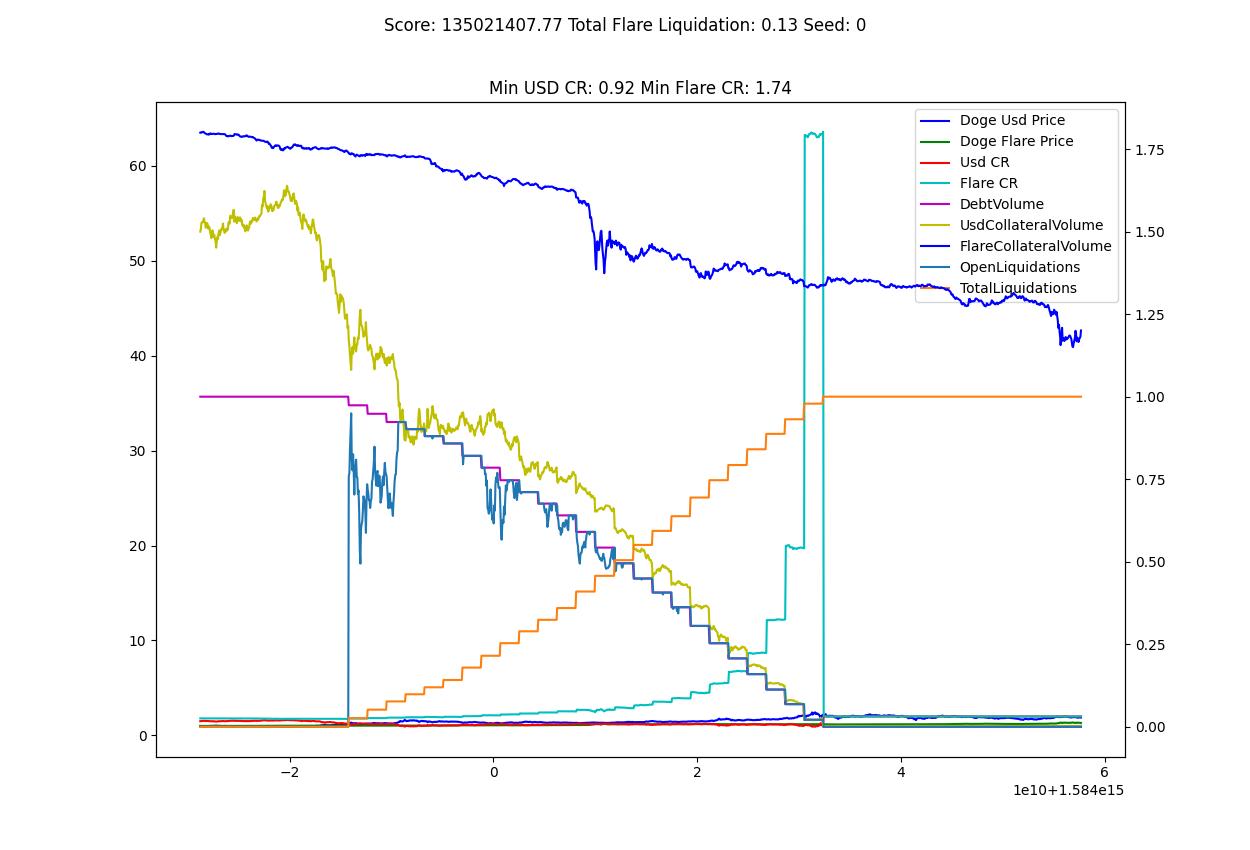 Score: 135021407.77 Total Flare Liquidation: 0.13 Seed: 0
Min USD CR: 0.92 Min Flare CR: 1.74
Doge Usd Price
Doge Flare Price
Usd CR
Flare CR
DebtVolume
UsdCollateralVolume
FlareCollateralVolume
OpenLiquidations
TotalLiquidations
60
50
40
30
20
10
0
1.75
1.50
1.25
1.00
0.75
0.50
0.25
0.00
−2
0
2
4
6
1e10+1.584e15